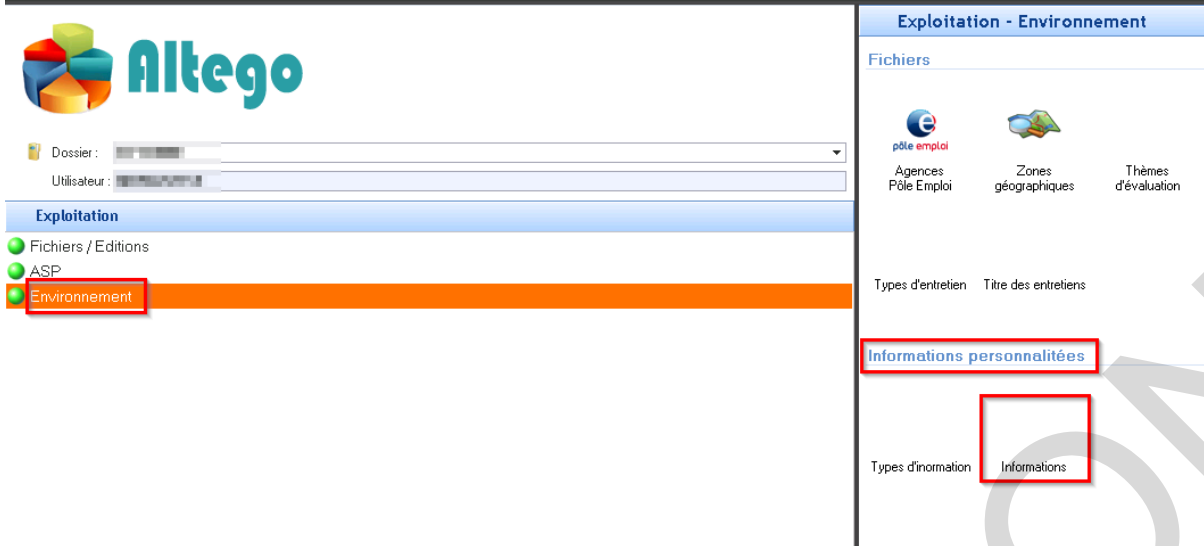 Altego
Dossier :
Utilisateur :
Exploitation
Fichiers / Editions
ASP
Environnement
Exploitation - Environnement
Fichiers
pôle emploi
Agences
Pôle Emploi
Zones
géographiques
Thèmes
d'évaluation
Types d'entretien
Titre des entretiens
Informations personnalitées
Types d'inormation
Informations